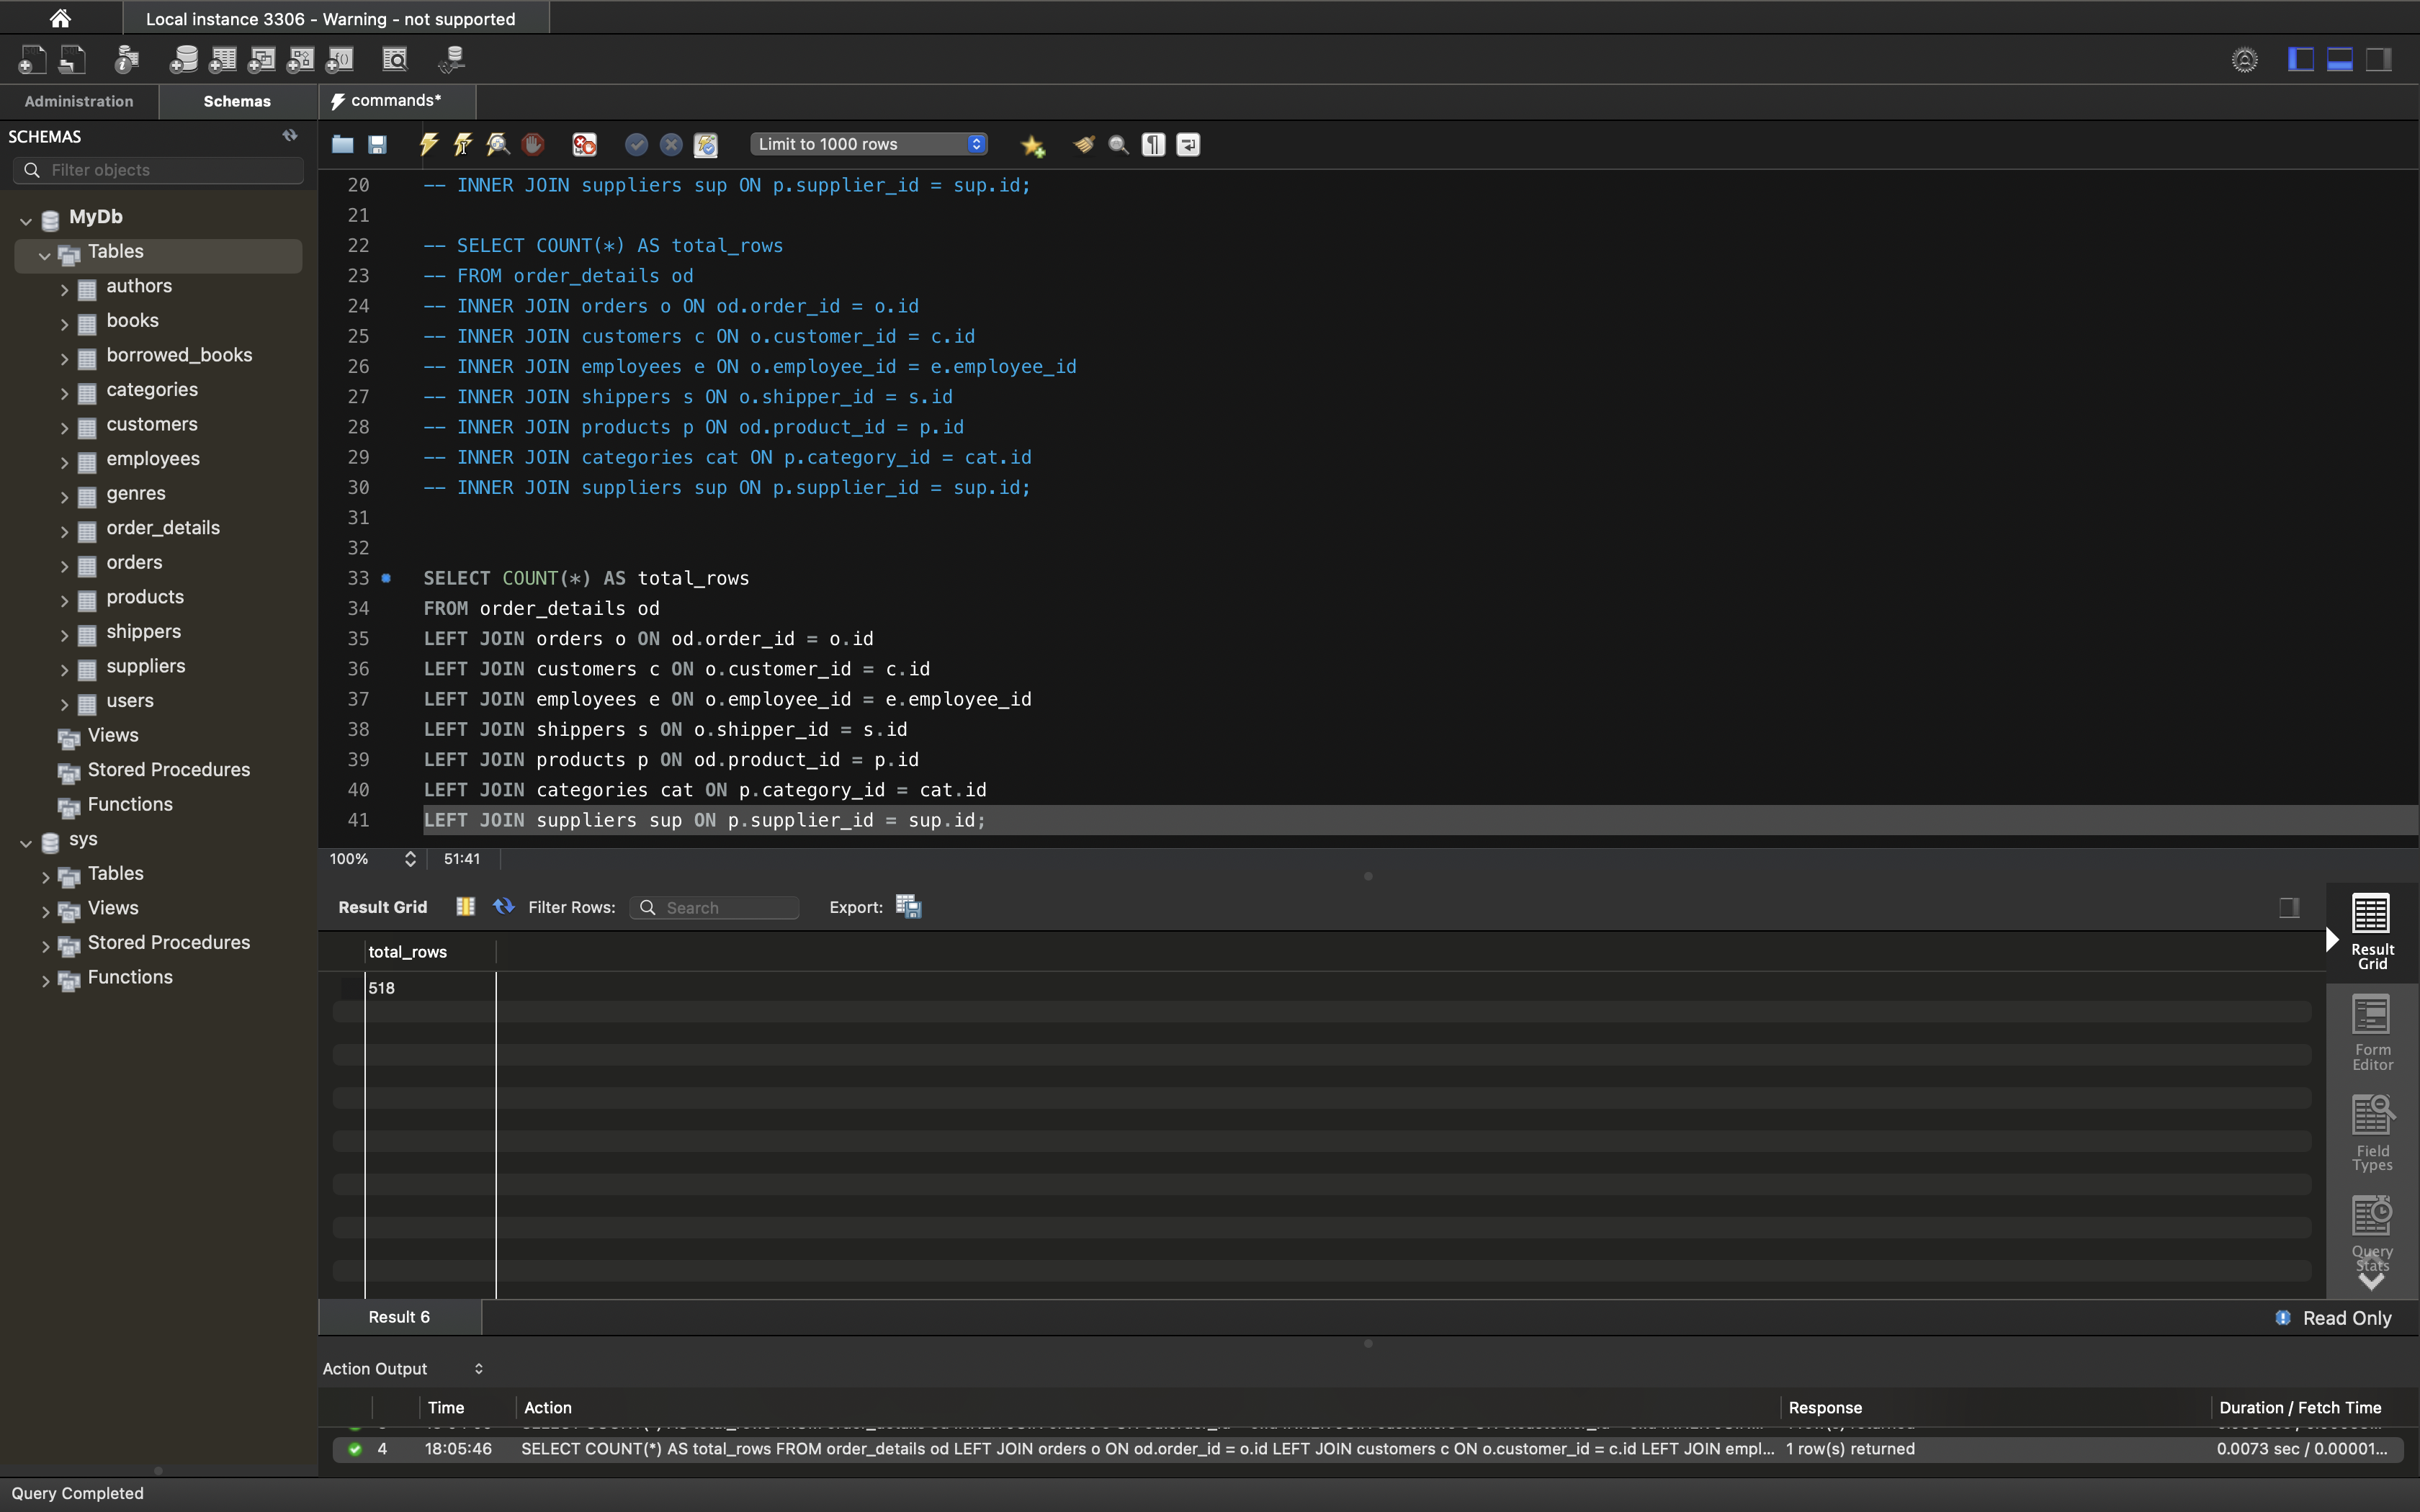 Local instance 3306 - Warning - not supported
Administration
Schemas
commands*
SCHEMAS
Filter objects
Limit to 1000 rows
MyDb
Tables
authors
books
borrowed_books
categories
customers
employees
genres
order_details
orders
products
shippers
suppliers
users
Views
Stored Procedures
Functions
sys
Tables
Views
Stored Procedures
Functions
20 -- INNER JOIN suppliers sup ON p.supplier_id = sup.id;
21
22 -- SELECT COUNT(*) AS total_rows
23 -- FROM order_details od
24 -- INNER JOIN orders o ON od.order_id = o.id
25 -- INNER JOIN customers c ON o.customer_id = c.id
26 -- INNER JOIN employees e ON o.employee_id = e.employee_id
27 -- INNER JOIN shippers s ON o.shipper_id = s.id
28 -- INNER JOIN products p ON od.product_id = p.id
29 -- INNER JOIN categories cat ON p.category_id = cat.id
30 -- INNER JOIN suppliers sup ON p.supplier_id = sup.id;
31
32
33 SELECT COUNT(*) AS total_rows
34 FROM order_details od
35 LEFT JOIN orders o ON od.order_id = o.id
36 LEFT JOIN customers c ON o.customer_id = c.id
37 LEFT JOIN employees e ON o.employee_id = e.employee_id
38 LEFT JOIN shippers s ON o.shipper_id = s.id
39 LEFT JOIN products p ON od.product_id = p.id
40 LEFT JOIN categories cat ON p.category_id = cat.id
41 LEFT JOIN suppliers sup ON p.supplier_id = sup.id;
100% 51:41
Result Grid Filter Rows: Search Export:
total_rows
518
Result
Grid
Form
Editor
Field
Types
Query
Stats
Result 6
Read Only
Action Output
Time Action Response Duration / Fetch Time
4 18:05:46 SELECT COUNT(*) AS total_rows FROM order_details od LEFT JOIN orders o ON od.order_id = o.id LEFT JOIN customers c ON o.customer_id = c.id LEFT JOIN empl... 1 row(s) returned 0.0073 sec / 0.00001...
Query Completed